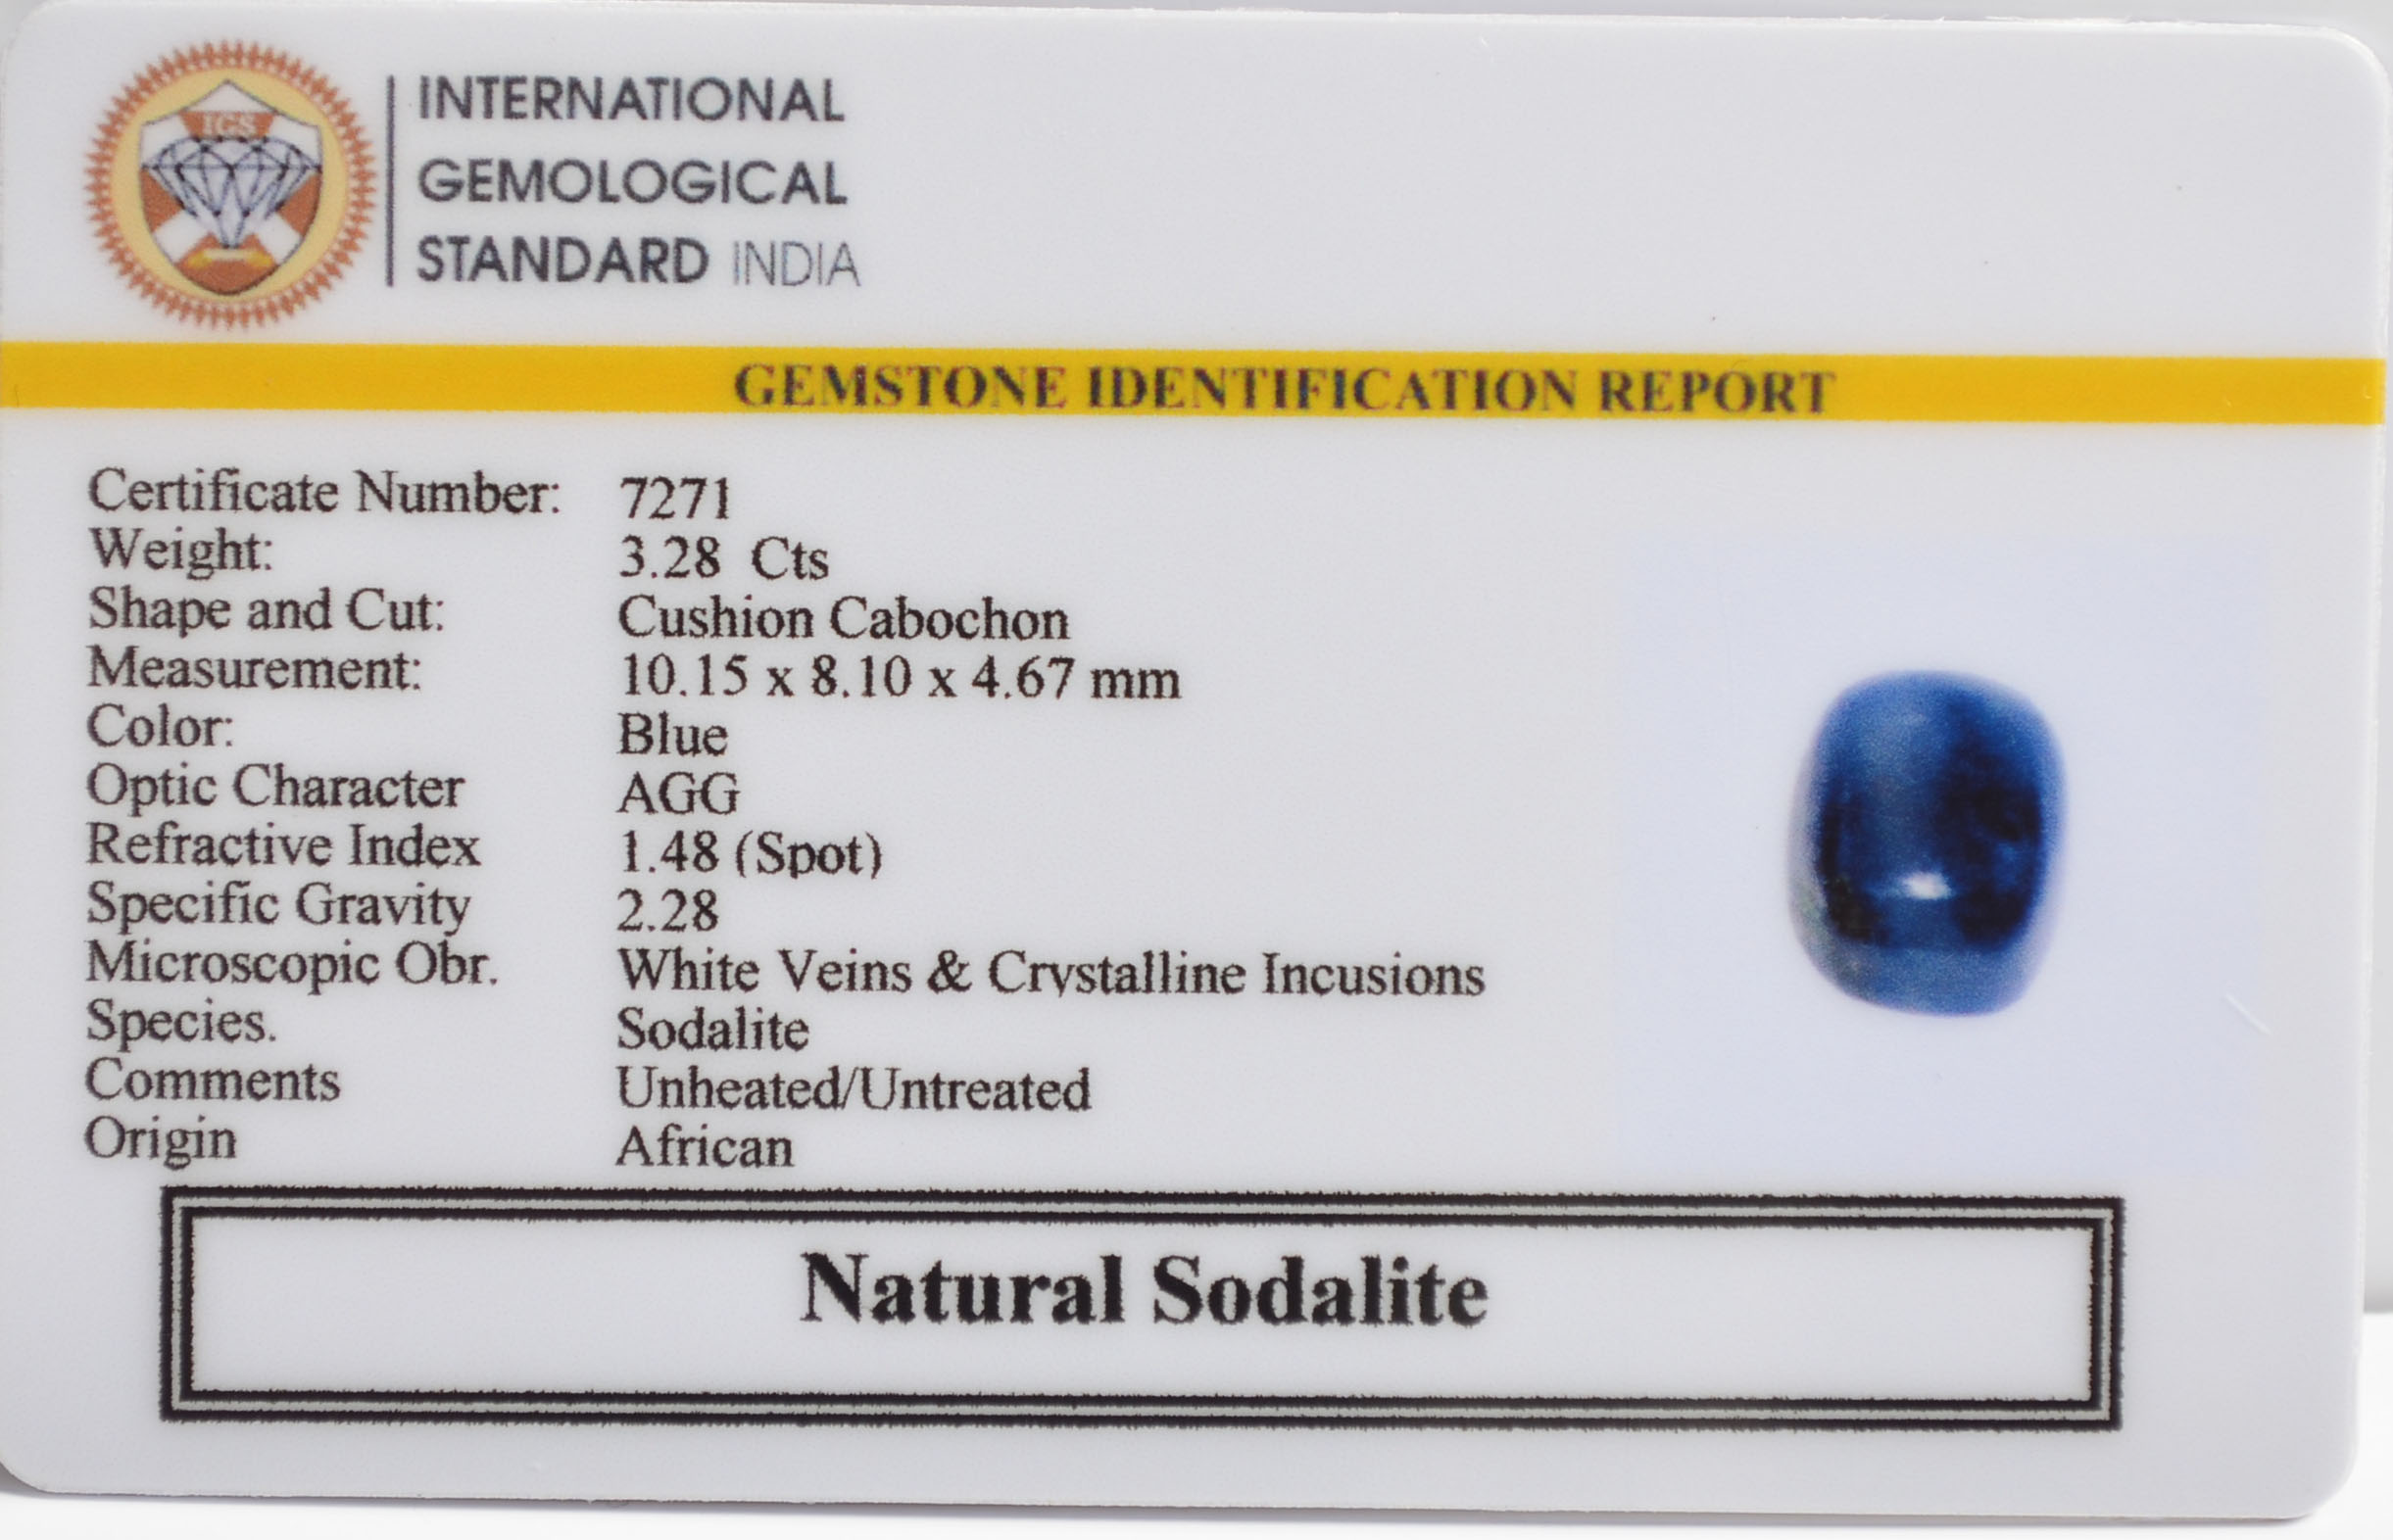 IGS
INTERNATIONAL
GEMOLOGICAL
STANDARD INDIA
GEMSTONE IDENTIFICATION REPORT
Certificate Number: 7271
Weight: 3.28 Cts
Shape and Cut: Cushion Cabochon
Measurement: 10.15 x 8.10 x 4.67 mm
Color: Blue
Optic Character AGG
Refractive Index 1.48 (Spot)
Specific Gravity 2.28
Microscopic Obr. White Veins & Crystalline Incusions
Species. Sodalite
Comments Unheated/Untreated
Origin African
Natural Sodalite